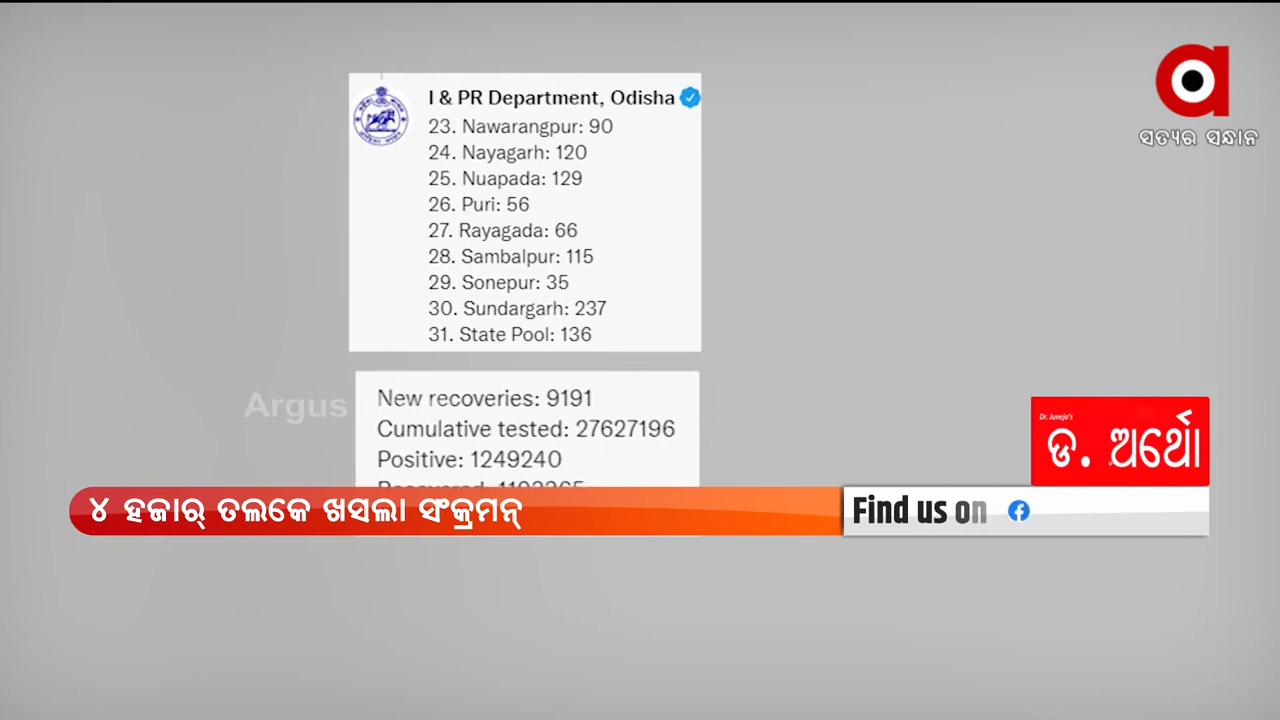 I & PR Department, Odisha
23. Nawarangpur: 90
24. Nayagarh: 120
25. Nuapada: 129
26. Puri: 56
27. Rayagada: 66
28. Sambalpur: 115
29. Sonepur: 35
30. Sundargarh: 237
31. State Pool: 136
ସତ୍ୟର ସନ୍ଧାନ
New recoveries: 9191
Cumulative tested: 27627196
Positive: 1249240
Argus
Dr. Juneja's
ଡ. ଅର୍ଥୋ
୪ ହଜାର୍ ତଲକେ ଖସଲା ସଂକ୍ରମନ୍
Find us on